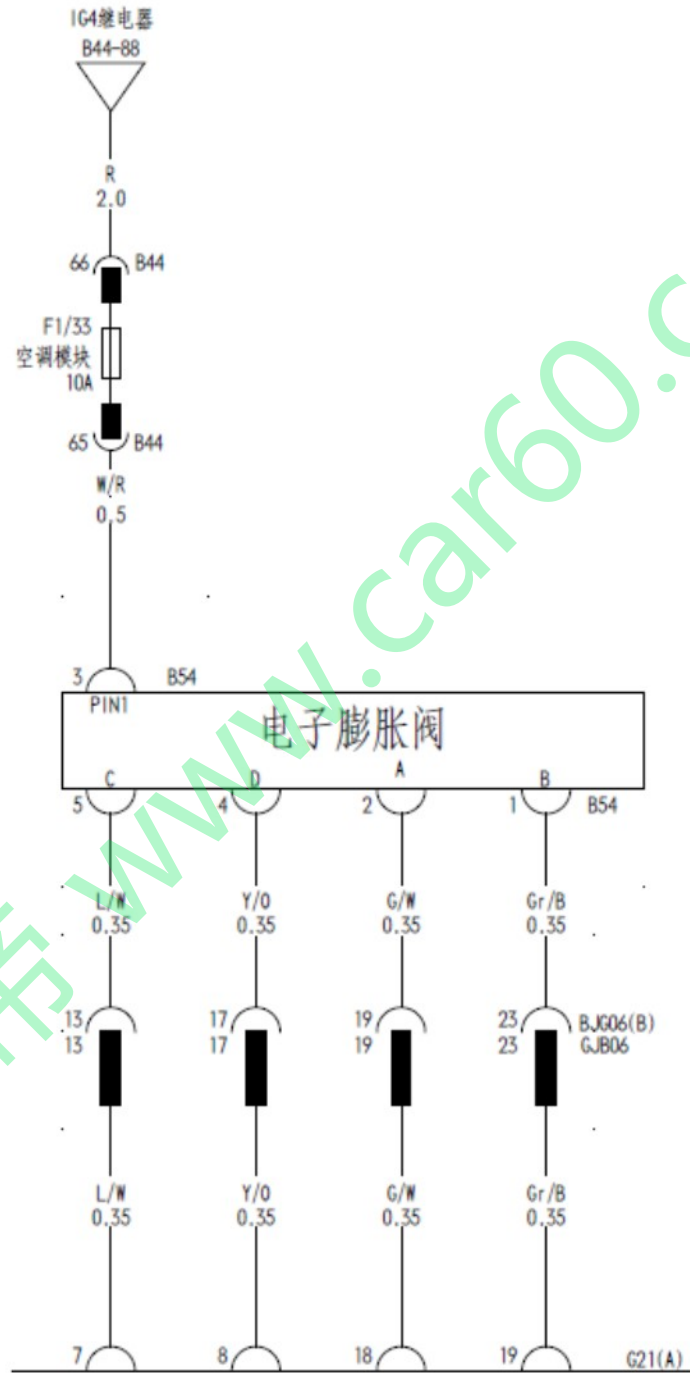 IG4继电器
B44-88
R
2.0
66 B44
F1/33
空调模块
10A
65 B44
W/R
0.5
3 B54
PIN1
电子膨胀阀
C D A B
5 4 2 1 B54
L/W Y/O G/W Gr/B
0.35 0.35 0.35 0.35
13 17 19 23 BJG06(B)
13 17 19 23 GJB06
L/W Y/O G/W Gr/B
0.35 0.35 0.35 0.35
7 8 18 19 G21(A)
www.car60.c